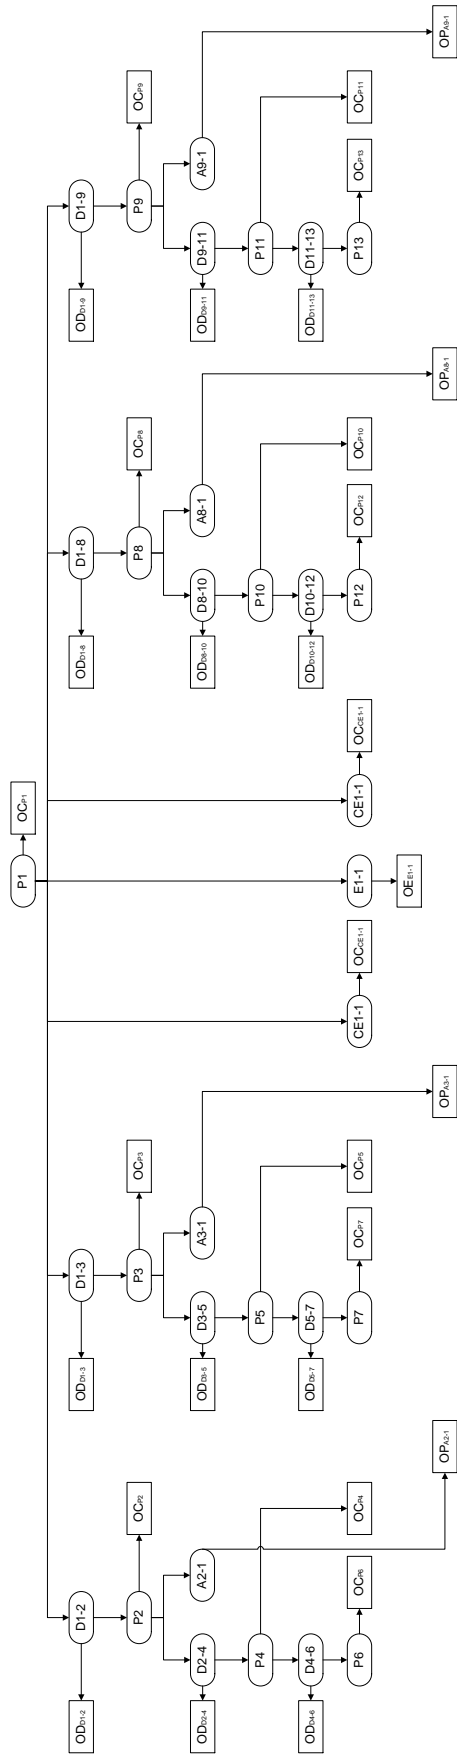 P1
OCP1
D1-2
ODD1-2
P2
OCP2
D2-4
ODD2-4
A2-1
OPA2-1
P4
OCP4
D4-6
ODD4-6
P6
OCP6
D1-3
ODD1-3
P3
OCP3
D3-5
ODD3-5
A3-1
OPA3-1
P5
OCP5
D5-7
ODD5-7
P7
OCP7
CE1-1
OCCE1-1
E1-1
OEE1-1
CE1-1
OCCE1-1
D1-8
ODD1-8
P8
OCP8
D8-10
ODD8-10
A8-1
OPA8-1
P10
OCP10
D10-12
ODD10-12
P12
OCP12
D1-9
ODD1-9
P9
OCP9
D9-11
ODD9-11
A9-1
OPA9-1
P11
OCP11
D11-13
ODD11-13
P13
OCP13